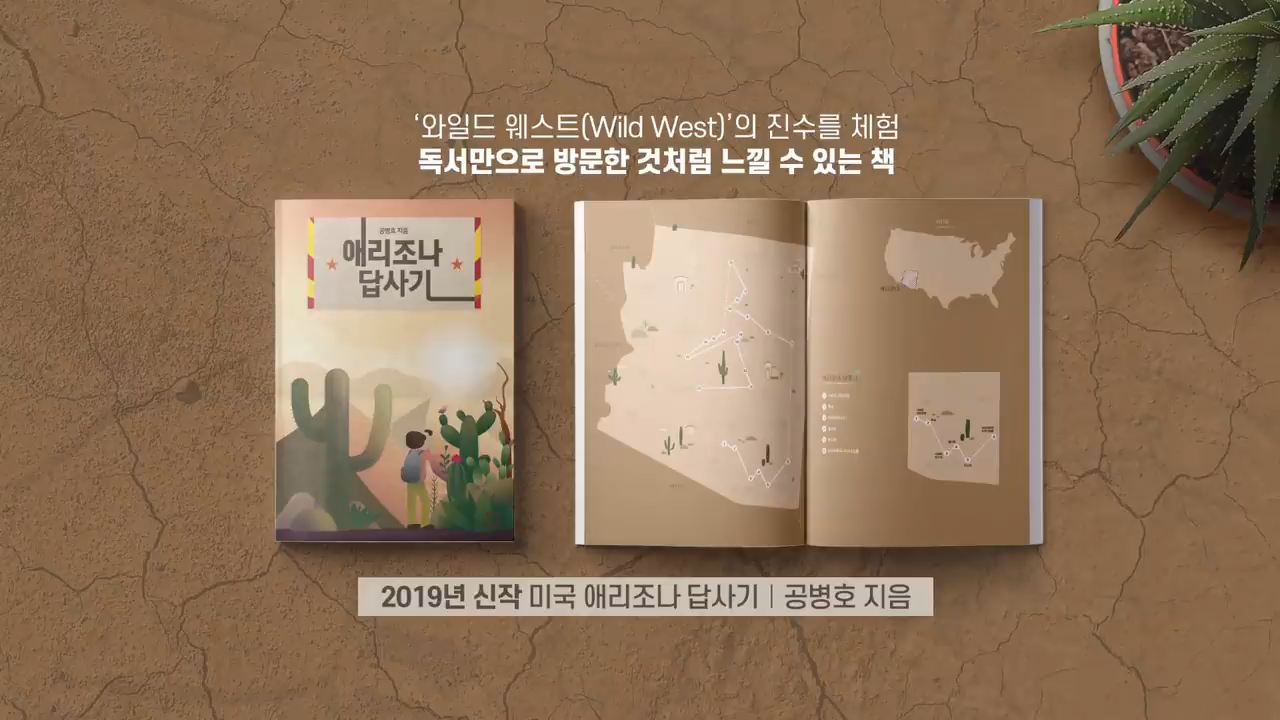 ‘와일드 웨스트(Wild West)’의 진수를 체험
독서만으로 방문한 것처럼 느낄 수 있는 책
공병호 지음
애리조나
답사기
2019년 신작 미국 애리조나 답사기 | 공병호 지음